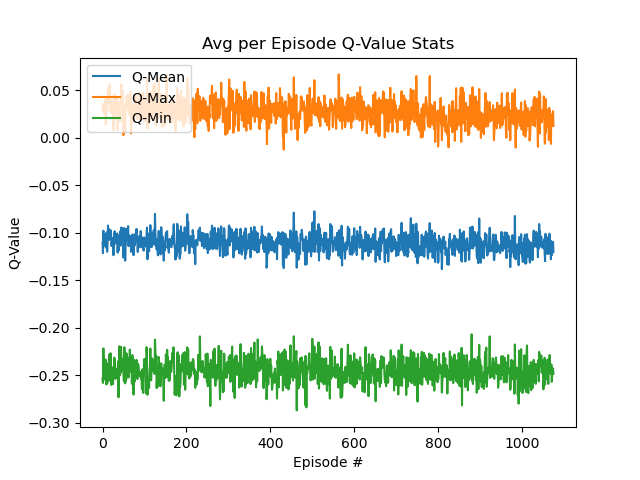 Avg per Episode Q-Value Stats
Q-Mean
Q-Max
Q-Min
0.05
0.00
−0.05
−0.10
−0.15
−0.20
−0.25
−0.30
Q-Value
0 200 400 600 800 1000
Episode #